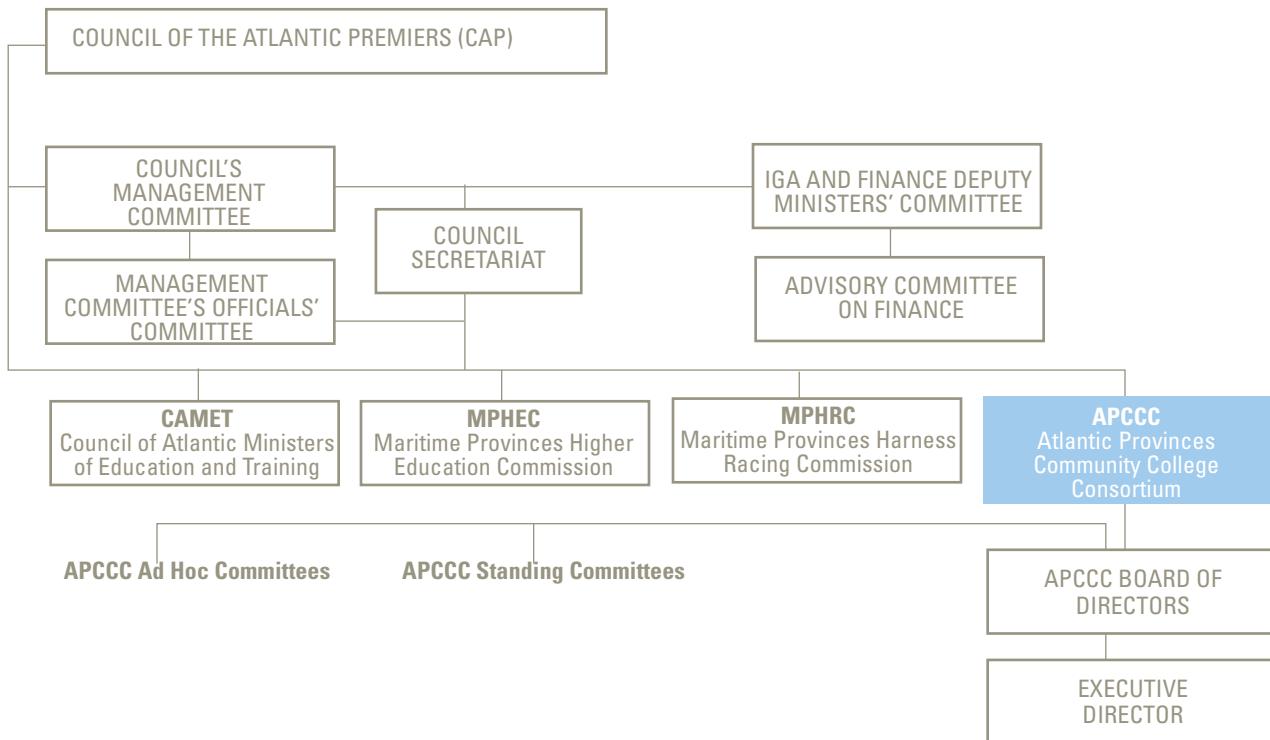 COUNCIL OF THE ATLANTIC PREMIERS (CAP)
COUNCIL'S
MANAGEMENT
COMMITTEE
COUNCIL
SECRETARIAT
IGA AND FINANCE DEPUTY
MINISTERS' COMMITTEE
MANAGEMENT
COMMITTEE'S OFFICIALS'
COMMITTEE
ADVISORY COMMITTEE
ON FINANCE
CAMET
Council of Atlantic Ministers
of Education and Training
MPHEC
Maritime Provinces Higher
Education Commission
MPHRC
Maritime Provinces Harness
Racing Commission
APCCC
Atlantic Provinces
Community College
Consortium
APCCC Ad Hoc Committees
APCCC Standing Committees
APCCC BOARD OF
DIRECTORS
EXECUTIVE
DIRECTOR